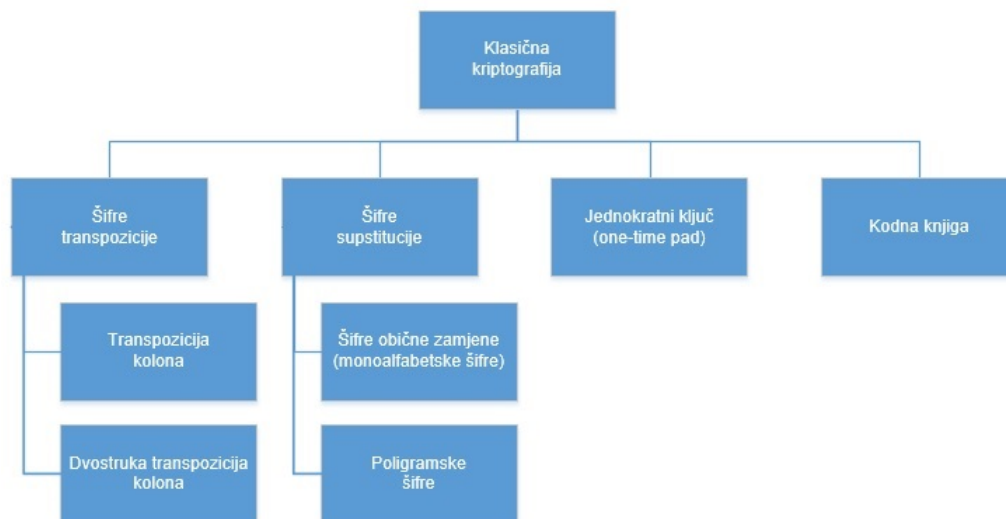 Klasična
kriptografija
Šifre
transpozicije
Šifre
supstitucije
Jednokratni ključ
(one-time pad)
Kodna knjiga
Transpozicija
kolona
Šifre obične zamjene
(monoalfabetske šifre)
Dvostruka transpozicija
kolona
Poligramske
šifre